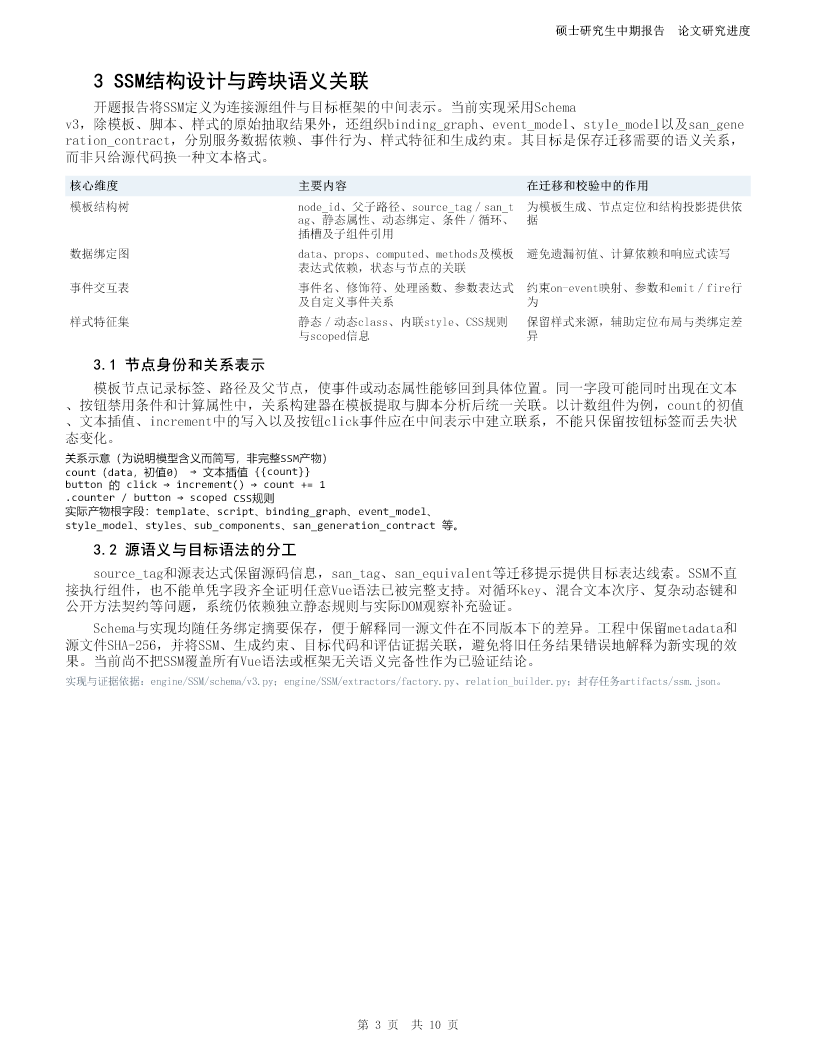 硕士研究生中期报告　论文研究进度
3 SSM结构设计与跨块语义关联
开题报告将SSM定义为连接源组件与目标框架的中间表示。当前实现采用Schema
v3，除模板、脚本、样式的原始抽取结果外，还组织binding_graph、event_model、style_model以及san_gene
ration_contract，分别服务数据依赖、事件行为、样式特征和生成约束。其目标是保存迁移需要的语义关系，
而非只给源代码换一种文本格式。
核心维度 主要内容 在迁移和校验中的作用
模板结构树 node_id、父子路径、source_tag / san_t 为模板生成、节点定位和结构投影提供依
ag、静态属性、动态绑定、条件 / 循环、 据
插槽及子组件引用
数据绑定图 data、props、computed、methods及模板 避免遗漏初值、计算依赖和响应式读写
表达式依赖，状态与节点的关联
事件交互表 事件名、修饰符、处理函数、参数表达式 约束on-event映射、参数和emit / fire行
及自定义事件关系 为
样式特征集 静态 / 动态class、内联style、CSS规则 保留样式来源，辅助定位布局与类绑定差
与scoped信息 异
3.1 节点身份和关系表示
模板节点记录标签、路径及父节点，使事件或动态属性能够回到具体位置。同一字段可能同时出现在文本
、按钮禁用条件和计算属性中，关系构建器在模板提取与脚本分析后统一关联。以计数组件为例，count的初值
、文本插值、increment中的写入以及按钮click事件应在中间表示中建立联系，不能只保留按钮标签而丢失状
态变化。
关系示意（为说明模型含义而简写，非完整SSM产物）
count（data，初值0） → 文本插值 {{count}}
button 的 click → increment() → count += 1
.counter / button → scoped CSS规则
实际产物根字段：template、script、binding_graph、event_model、
style_model、styles、sub_components、san_generation_contract 等。
3.2 源语义与目标语法的分工
source_tag和源表达式保留源码信息，san_tag、san_equivalent等迁移提示提供目标表达线索。SSM不直
接执行组件，也不能单凭字段齐全证明任意Vue语法已被完整支持。对循环key、混合文本次序、复杂动态键和
公开方法契约等问题，系统仍依赖独立静态规则与实际DOM观察补充验证。
Schema与实现均随任务绑定摘要保存，便于解释同一源文件在不同版本下的差异。工程中保留metadata和
源文件SHA-256，并将SSM、生成约束、目标代码和评估证据关联，避免将旧任务结果错误地解释为新实现的效
果。当前尚不把SSM覆盖所有Vue语法或框架无关语义完备性作为已验证结论。
实现与证据依据：engine/SSM/schema/v3.py；engine/SSM/extractors/factory.py、relation_builder.py；封存任务artifacts/ssm.json。
第 3 页　共 10 页